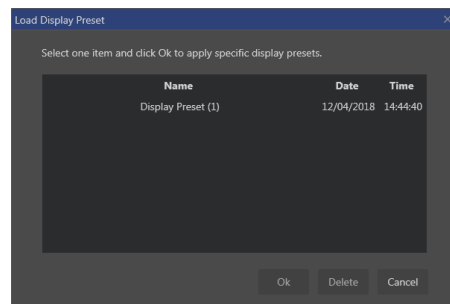 Load Display Preset
Select one item and click Ok to apply specific display presets.
Name Date Time
Display Preset (1) 12/04/2018 14:44:40
Ok Delete Cancel